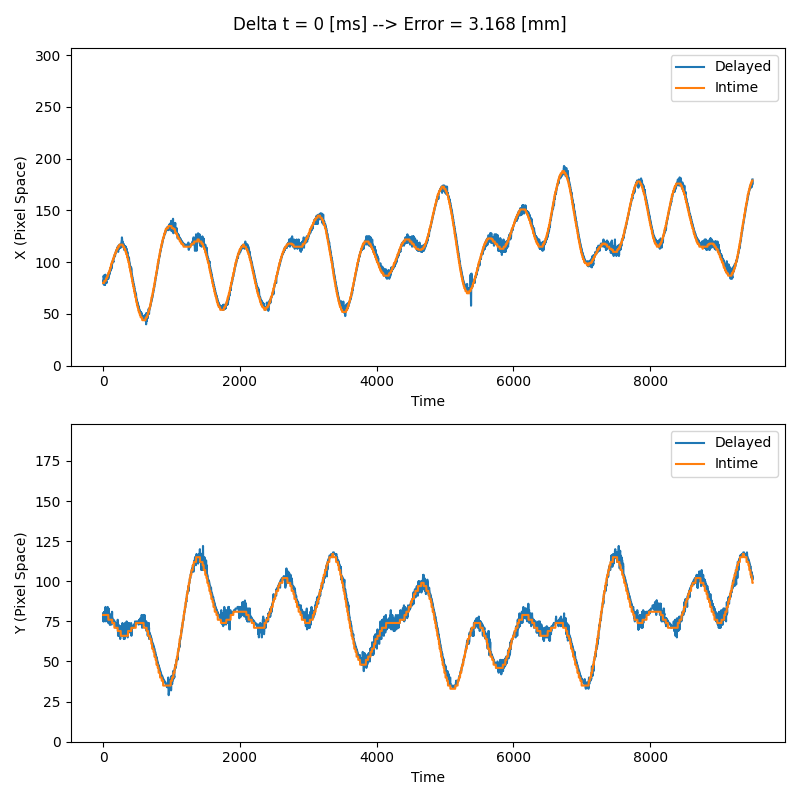 Delta t = 0 [ms] --> Error = 3.168 [mm]
300
250
200
150
100
50
0
X (Pixel Space)
Delayed
Intime
0 2000 4000 6000 8000
Time
175
150
125
100
75
50
25
0
Y (Pixel Space)
Delayed
Intime
0 2000 4000 6000 8000
Time